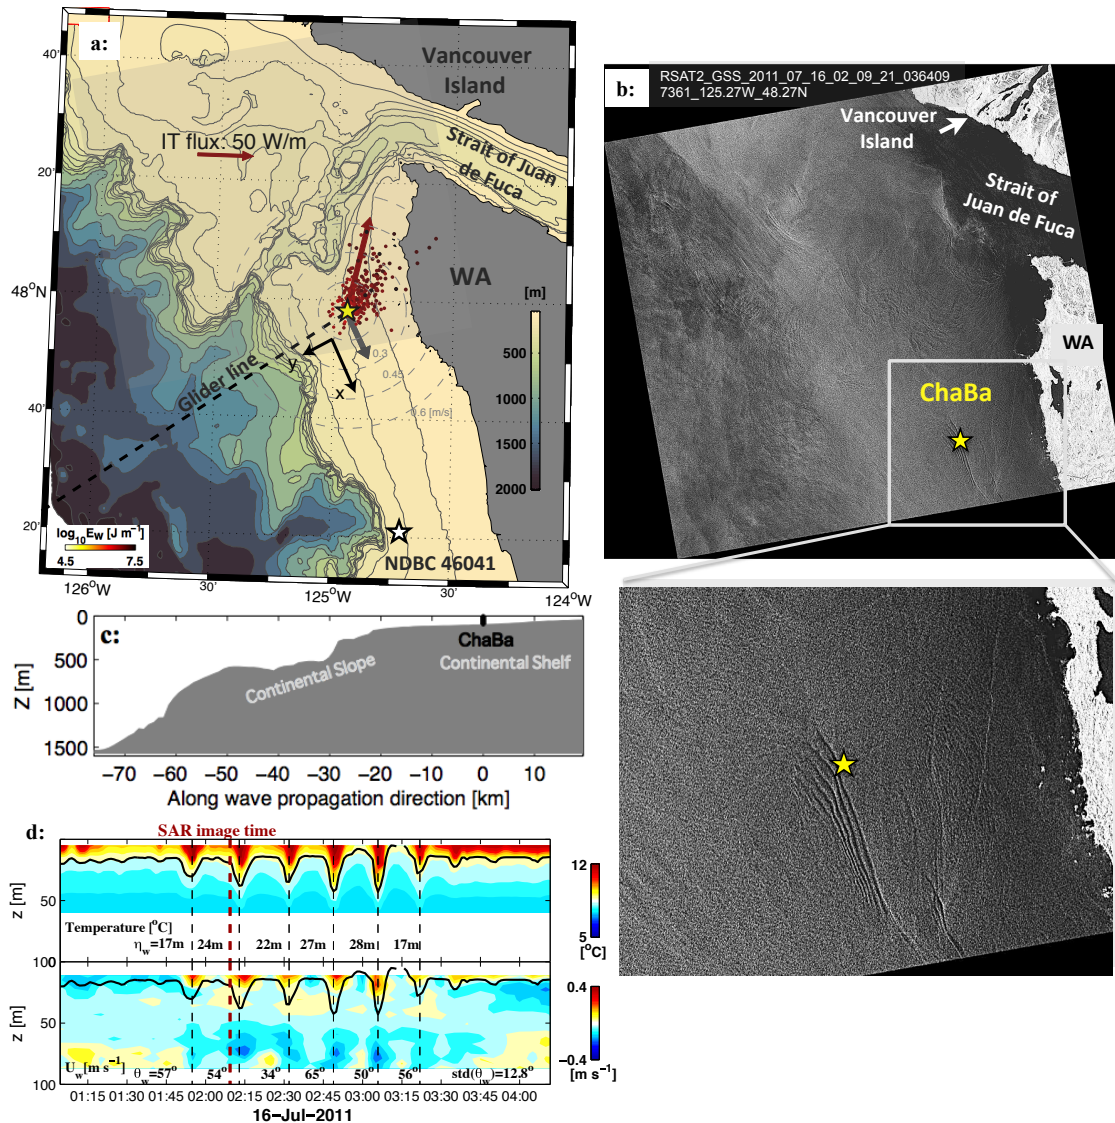 a:
40'
20'
48°N
40'
20'
126°W
30'
125°W
30'
124°W
Vancouver
Island
IT flux: 50 W/m
Strait of Juan
de Fuca
WA
[m]
500
1000
1500
2000
0.3
0.45
0.6 [m/s]
y
x
Glider line
log10EW [J m⁻¹]
4.5
7.5
NDBC 46041
b:
RSAT2_GSS_2011_07_16_02_09_21_036409
7361_125.27W_48.27N
Vancouver
Island
Strait of
Juan de Fuca
WA
ChaBa
c:
0
500
1000
1500
Z [m]
ChaBa
Continental Slope
Continental Shelf
−70 −60 −50 −40 −30 −20 −10 0 10
Along wave propagation direction [km]
d:
SAR image time
z [m]
50
100
Temperature [°C]
ηw=17m 24m 22m 27m 28m 17m
12
5
[°C]
0
z [m]
50
100
Uw [m s⁻¹]
θw=57° 54° 34° 65° 50° 56° std(θw)=12.8°
0.4
−0.4
[m s⁻¹]
01:15 01:30 01:45 02:00 02:15 02:30 02:45 03:00 03:15 03:30 03:45 04:00
16−Jul−2011